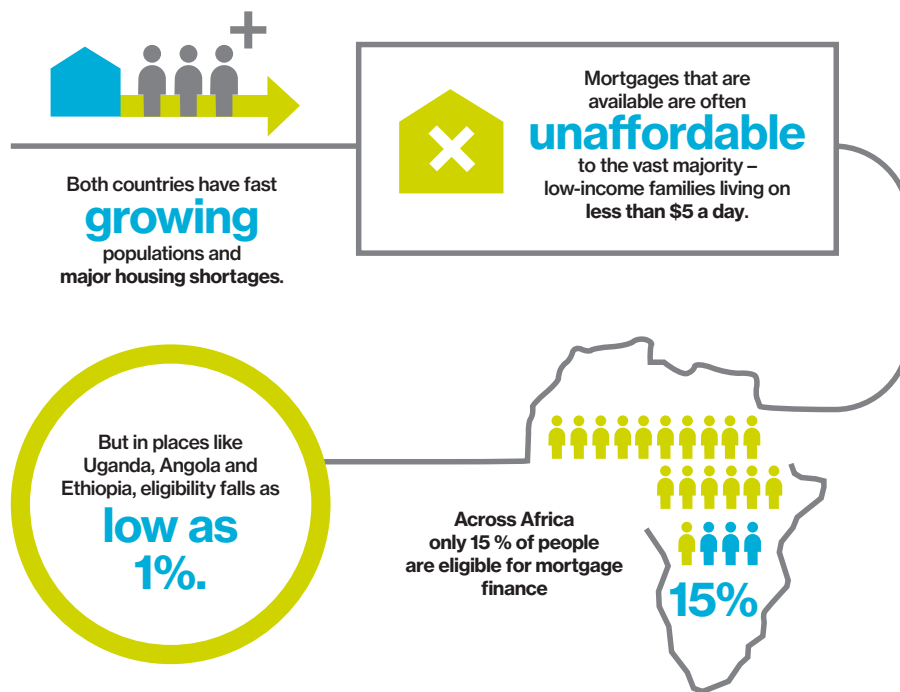 Both countries have fast
growing
populations and
major housing shortages.
Mortgages that are
available are often
unaffordable
to the vast majority –
low-income families living on
less than $5 a day.
Across Africa
only 15 % of people
are eligible for mortgage
finance
15%
But in places like
Uganda, Angola and
Ethiopia, eligibility falls as
low as
1%.